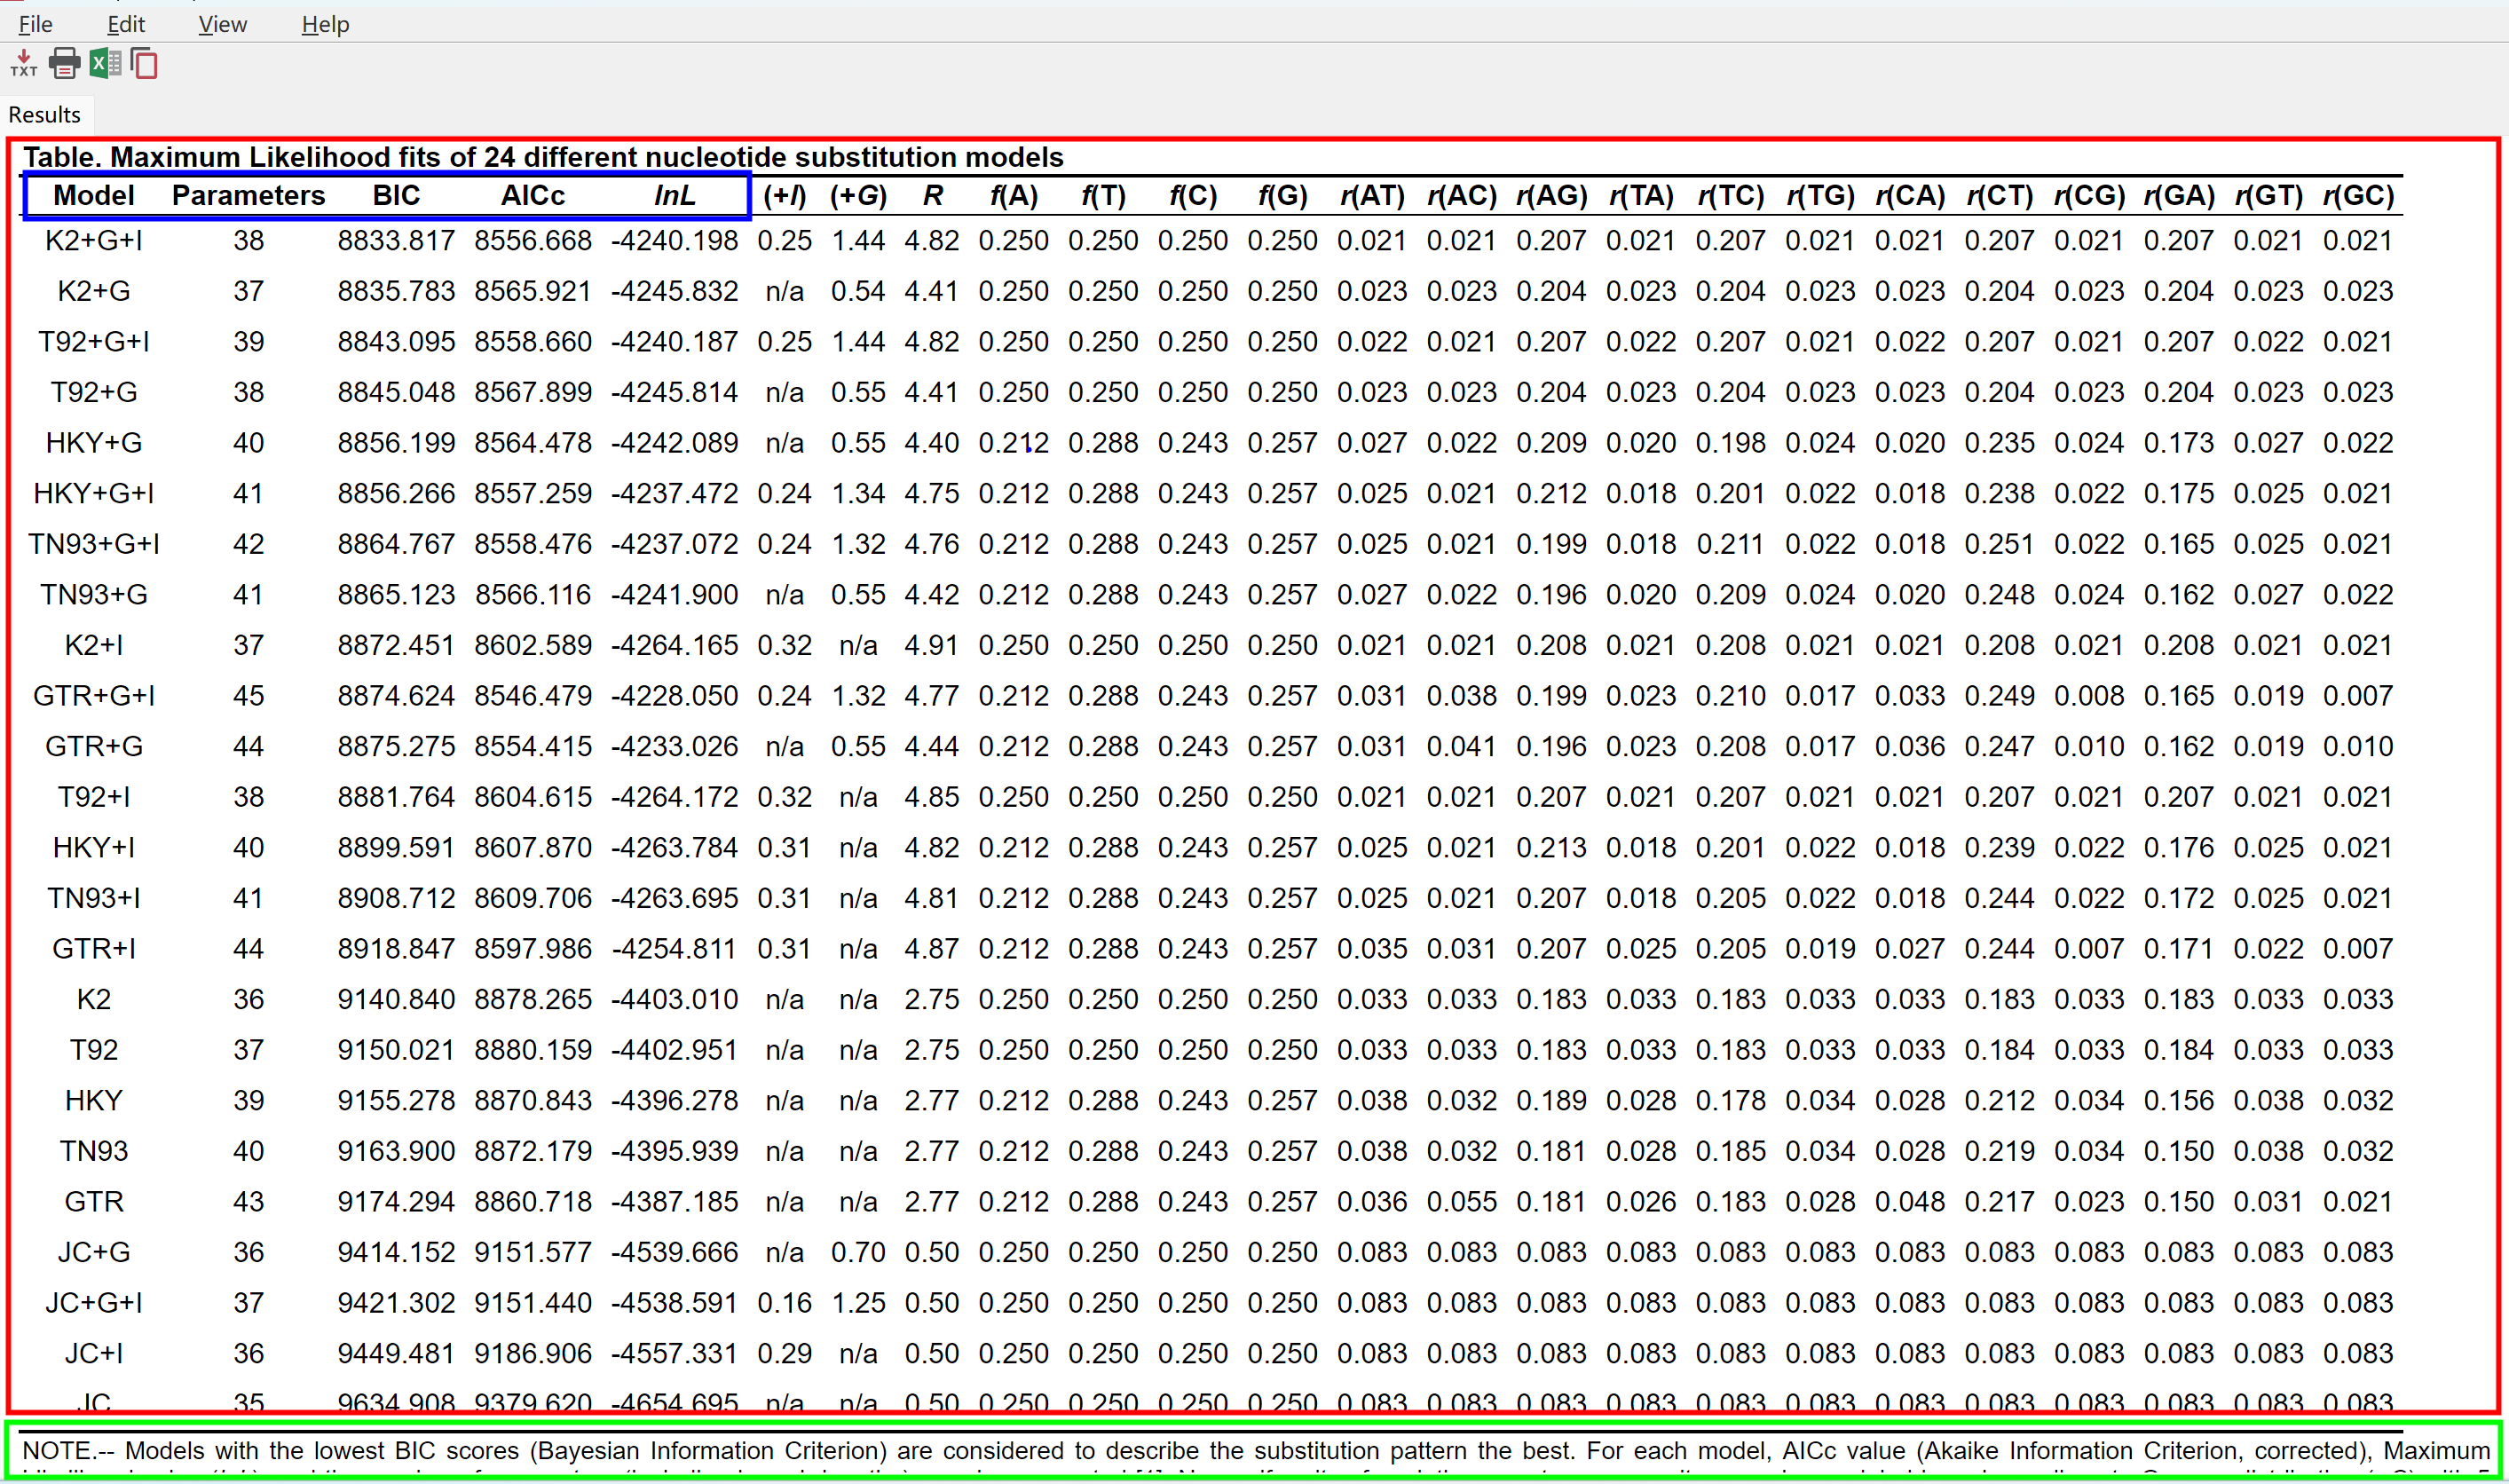 File Edit View Help
TXT
Results
Table. Maximum Likelihood fits of 24 different nucleotide substitution models
Model Parameters BIC AICc lnL (+I) (+G) R f(A) f(T) f(C) f(G) r(AT) r(AC) r(AG) r(TA) r(TC) r(TG) r(CA) r(CT) r(CG) r(GA) r(GT) r(GC)
K2+G+I 38 8833.817 8556.668 -4240.198 0.25 1.44 4.82 0.250 0.250 0.250 0.250 0.021 0.021 0.207 0.021 0.207 0.021 0.021 0.207 0.021 0.207 0.021 0.021
K2+G 37 8835.783 8565.921 -4245.832 n/a 0.54 4.41 0.250 0.250 0.250 0.250 0.023 0.023 0.204 0.023 0.204 0.023 0.023 0.204 0.023 0.204 0.023 0.023
T92+G+I 39 8843.095 8558.660 -4240.187 0.25 1.44 4.82 0.250 0.250 0.250 0.250 0.022 0.021 0.207 0.022 0.207 0.021 0.022 0.207 0.021 0.207 0.022 0.021
T92+G 38 8845.048 8567.899 -4245.814 n/a 0.55 4.41 0.250 0.250 0.250 0.250 0.023 0.023 0.204 0.023 0.204 0.023 0.023 0.204 0.023 0.204 0.023 0.023
HKY+G 40 8856.199 8564.478 -4242.089 n/a 0.55 4.40 0.212 0.288 0.243 0.257 0.027 0.022 0.209 0.020 0.198 0.024 0.020 0.235 0.024 0.173 0.027 0.022
HKY+G+I 41 8856.266 8557.259 -4237.472 0.24 1.34 4.75 0.212 0.288 0.243 0.257 0.025 0.021 0.212 0.018 0.201 0.022 0.018 0.238 0.022 0.175 0.025 0.021
TN93+G+I 42 8864.767 8558.476 -4237.072 0.24 1.32 4.76 0.212 0.288 0.243 0.257 0.025 0.021 0.199 0.018 0.211 0.022 0.018 0.251 0.022 0.165 0.025 0.021
TN93+G 41 8865.123 8566.116 -4241.900 n/a 0.55 4.42 0.212 0.288 0.243 0.257 0.027 0.022 0.196 0.020 0.209 0.024 0.020 0.248 0.024 0.162 0.027 0.022
K2+I 37 8872.451 8602.589 -4264.165 0.32 n/a 4.91 0.250 0.250 0.250 0.250 0.021 0.021 0.208 0.021 0.208 0.021 0.021 0.208 0.021 0.208 0.021 0.021
GTR+G+I 45 8874.624 8546.479 -4228.050 0.24 1.32 4.77 0.212 0.288 0.243 0.257 0.031 0.038 0.199 0.023 0.210 0.017 0.033 0.249 0.008 0.165 0.019 0.007
GTR+G 44 8875.275 8554.415 -4233.026 n/a 0.55 4.44 0.212 0.288 0.243 0.257 0.031 0.041 0.196 0.023 0.208 0.017 0.036 0.247 0.010 0.162 0.019 0.010
T92+I 38 8881.764 8604.615 -4264.172 0.32 n/a 4.85 0.250 0.250 0.250 0.250 0.021 0.021 0.207 0.021 0.207 0.021 0.021 0.207 0.021 0.207 0.021 0.021
HKY+I 40 8899.591 8607.870 -4263.784 0.31 n/a 4.82 0.212 0.288 0.243 0.257 0.025 0.021 0.213 0.018 0.201 0.022 0.018 0.239 0.022 0.176 0.025 0.021
TN93+I 41 8908.712 8609.706 -4263.695 0.31 n/a 4.81 0.212 0.288 0.243 0.257 0.025 0.021 0.207 0.018 0.205 0.022 0.018 0.244 0.022 0.172 0.025 0.021
GTR+I 44 8918.847 8597.986 -4254.811 0.31 n/a 4.87 0.212 0.288 0.243 0.257 0.035 0.031 0.207 0.025 0.205 0.019 0.027 0.244 0.007 0.171 0.022 0.007
K2 36 9140.840 8878.265 -4403.010 n/a n/a 2.75 0.250 0.250 0.250 0.250 0.033 0.033 0.183 0.033 0.183 0.033 0.033 0.183 0.033 0.183 0.033 0.033
T92 37 9150.021 8880.159 -4402.951 n/a n/a 2.75 0.250 0.250 0.250 0.250 0.033 0.033 0.183 0.033 0.183 0.033 0.033 0.184 0.033 0.184 0.033 0.033
HKY 39 9155.278 8870.843 -4396.278 n/a n/a 2.77 0.212 0.288 0.243 0.257 0.038 0.032 0.189 0.028 0.178 0.034 0.028 0.212 0.034 0.156 0.038 0.032
TN93 40 9163.900 8872.179 -4395.939 n/a n/a 2.77 0.212 0.288 0.243 0.257 0.038 0.032 0.181 0.028 0.185 0.034 0.028 0.219 0.034 0.150 0.038 0.032
GTR 43 9174.294 8860.718 -4387.185 n/a n/a 2.77 0.212 0.288 0.243 0.257 0.036 0.055 0.181 0.026 0.183 0.028 0.048 0.217 0.023 0.150 0.031 0.021
JC+G 36 9414.152 9151.577 -4539.666 n/a 0.70 0.50 0.250 0.250 0.250 0.250 0.083 0.083 0.083 0.083 0.083 0.083 0.083 0.083 0.083 0.083 0.083 0.083
JC+G+I 37 9421.302 9151.440 -4538.591 0.16 1.25 0.50 0.250 0.250 0.250 0.250 0.083 0.083 0.083 0.083 0.083 0.083 0.083 0.083 0.083 0.083 0.083 0.083
JC+I 36 9449.481 9186.906 -4557.331 0.29 n/a 0.50 0.250 0.250 0.250 0.250 0.083 0.083 0.083 0.083 0.083 0.083 0.083 0.083 0.083 0.083 0.083 0.083
JC 35 9634.908 9379.620 -4654.695 n/a n/a 0.50 0.250 0.250 0.250 0.250 0.083 0.083 0.083 0.083 0.083 0.083 0.083 0.083 0.083 0.083 0.083 0.083
NOTE.-- Models with the lowest BIC scores (Bayesian Information Criterion) are considered to describe the substitution pattern the best. For each model, AICc value (Akaike Information Criterion, corrected), Maximum